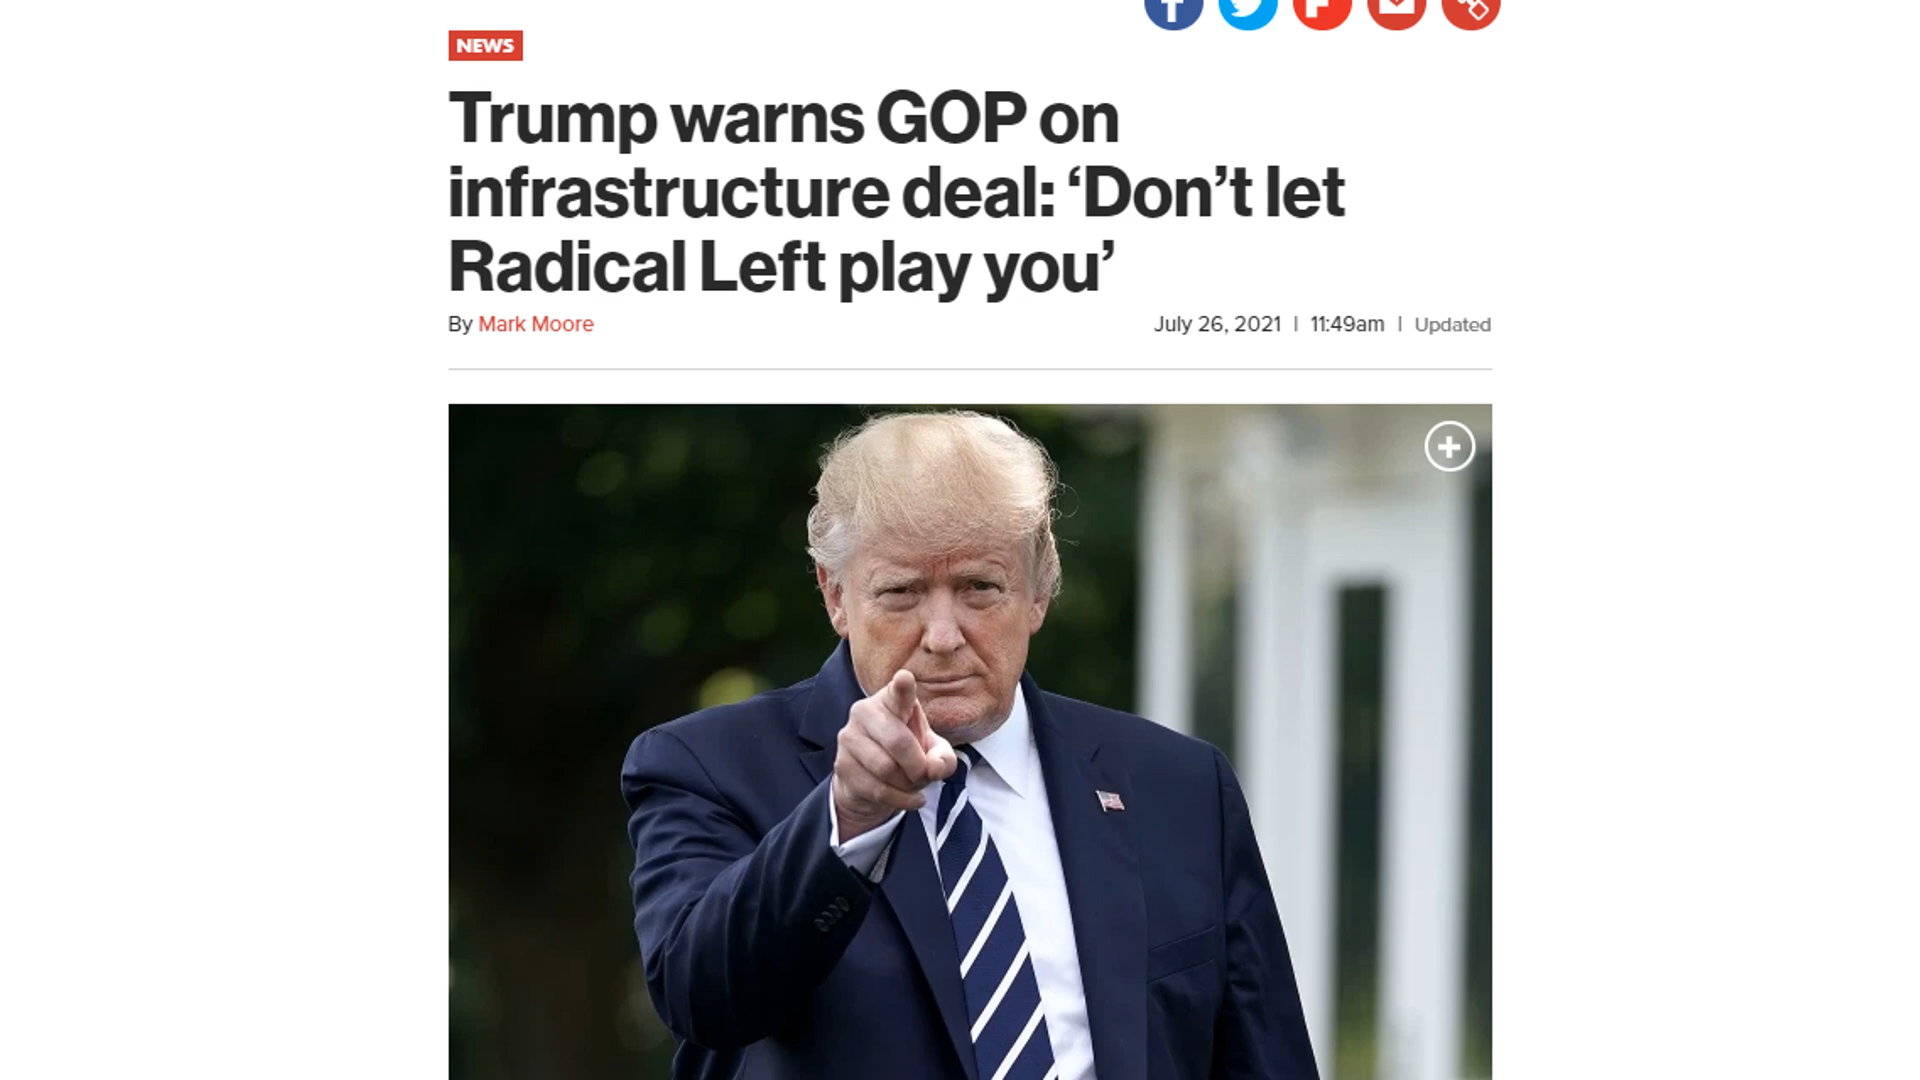 NEWS
Trump warns GOP on
infrastructure deal: ‘Don’t let
Radical Left play you’
By Mark Moore
July 26, 2021 | 11:49am | Updated